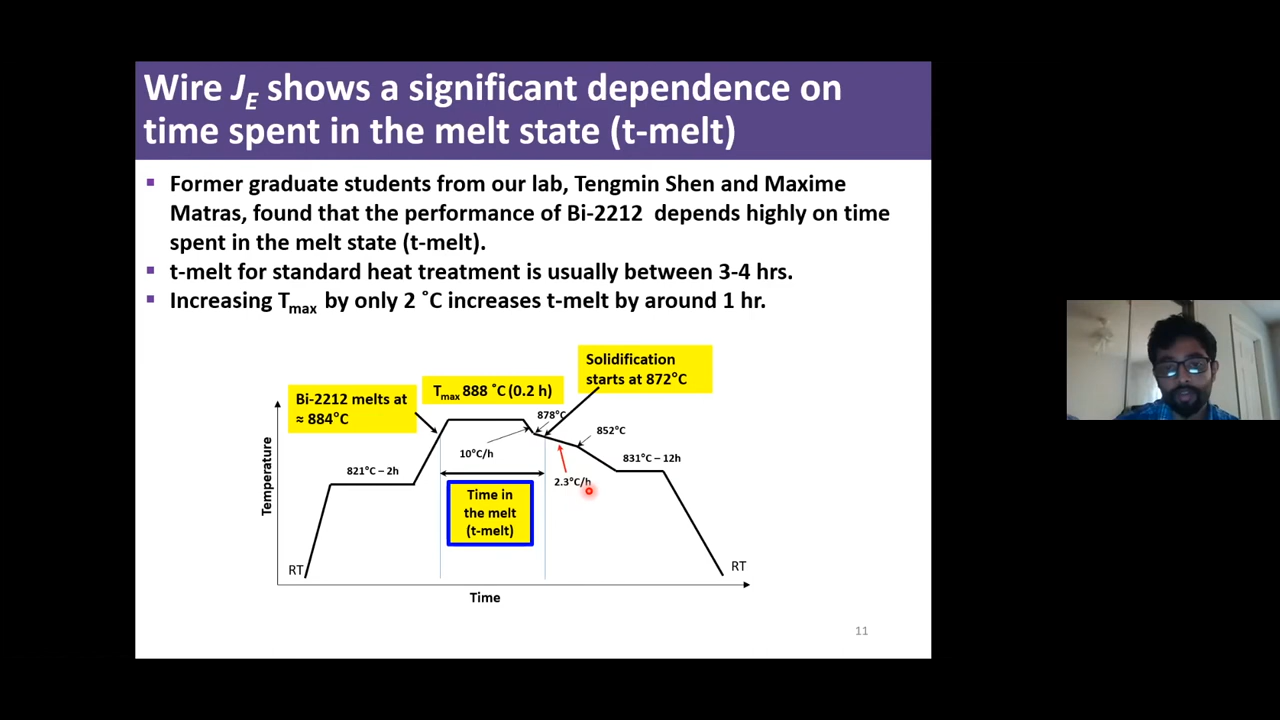 Wire JE shows a significant dependence on
time spent in the melt state (t-melt)
▪ Former graduate students from our lab, Tengmin Shen and Maxime
Matras, found that the performance of Bi-2212 depends highly on time
spent in the melt state (t-melt).
▪ t-melt for standard heat treatment is usually between 3-4 hrs.
▪ Increasing Tmax by only 2 ˚C increases t-melt by around 1 hr.
Solidification
starts at 872°C
Tmax 888 ˚C (0.2 h)
Bi-2212 melts at
≈ 884°C
878°C
852°C
10°C/h
831°C – 12h
821°C – 2h
2.3°C/h
Time in
the melt
(t-melt)
Temperature
RT
RT
Time
11